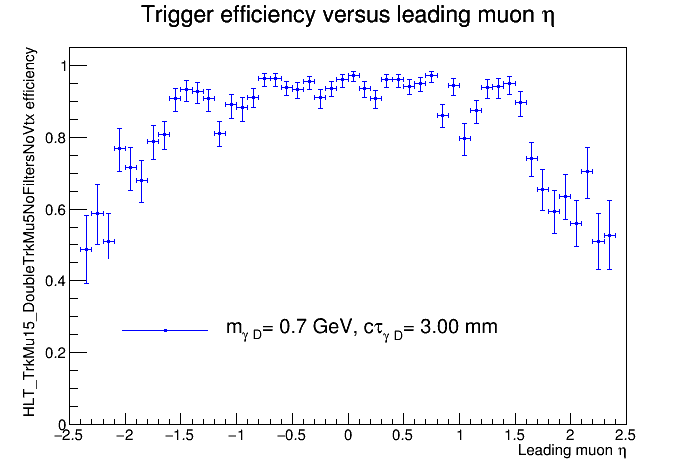 Trigger efficiency versus leading muon η
HLT_TrkMu15_DoubleTrkMu5NoFiltersNoVtx efficiency
1
0.8
0.6
0.4
0.2
0
m_γ D= 0.7 GeV, cτ_γ D= 3.00 mm
−2.5 −2 −1.5 −1 −0.5 0 0.5 1 1.5 2 2.5
Leading muon η